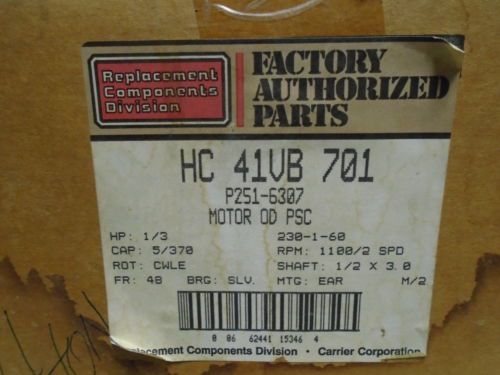 Replacement
Components
Division
FACTORY
AUTHORIZED
PARTS
HC 41VB 701
P251-6307
MOTOR OD PSC
HP: 1/3 230-1-60
CAP: 5/370 RPM: 1100/2 SPD
ROT: CWLE SHAFT: 1/2 X 3.0
FR: 48 BRG: SLV. MTG: EAR M/2
0 06 62441 15346 4
placement Components Division · Carrier Corporation